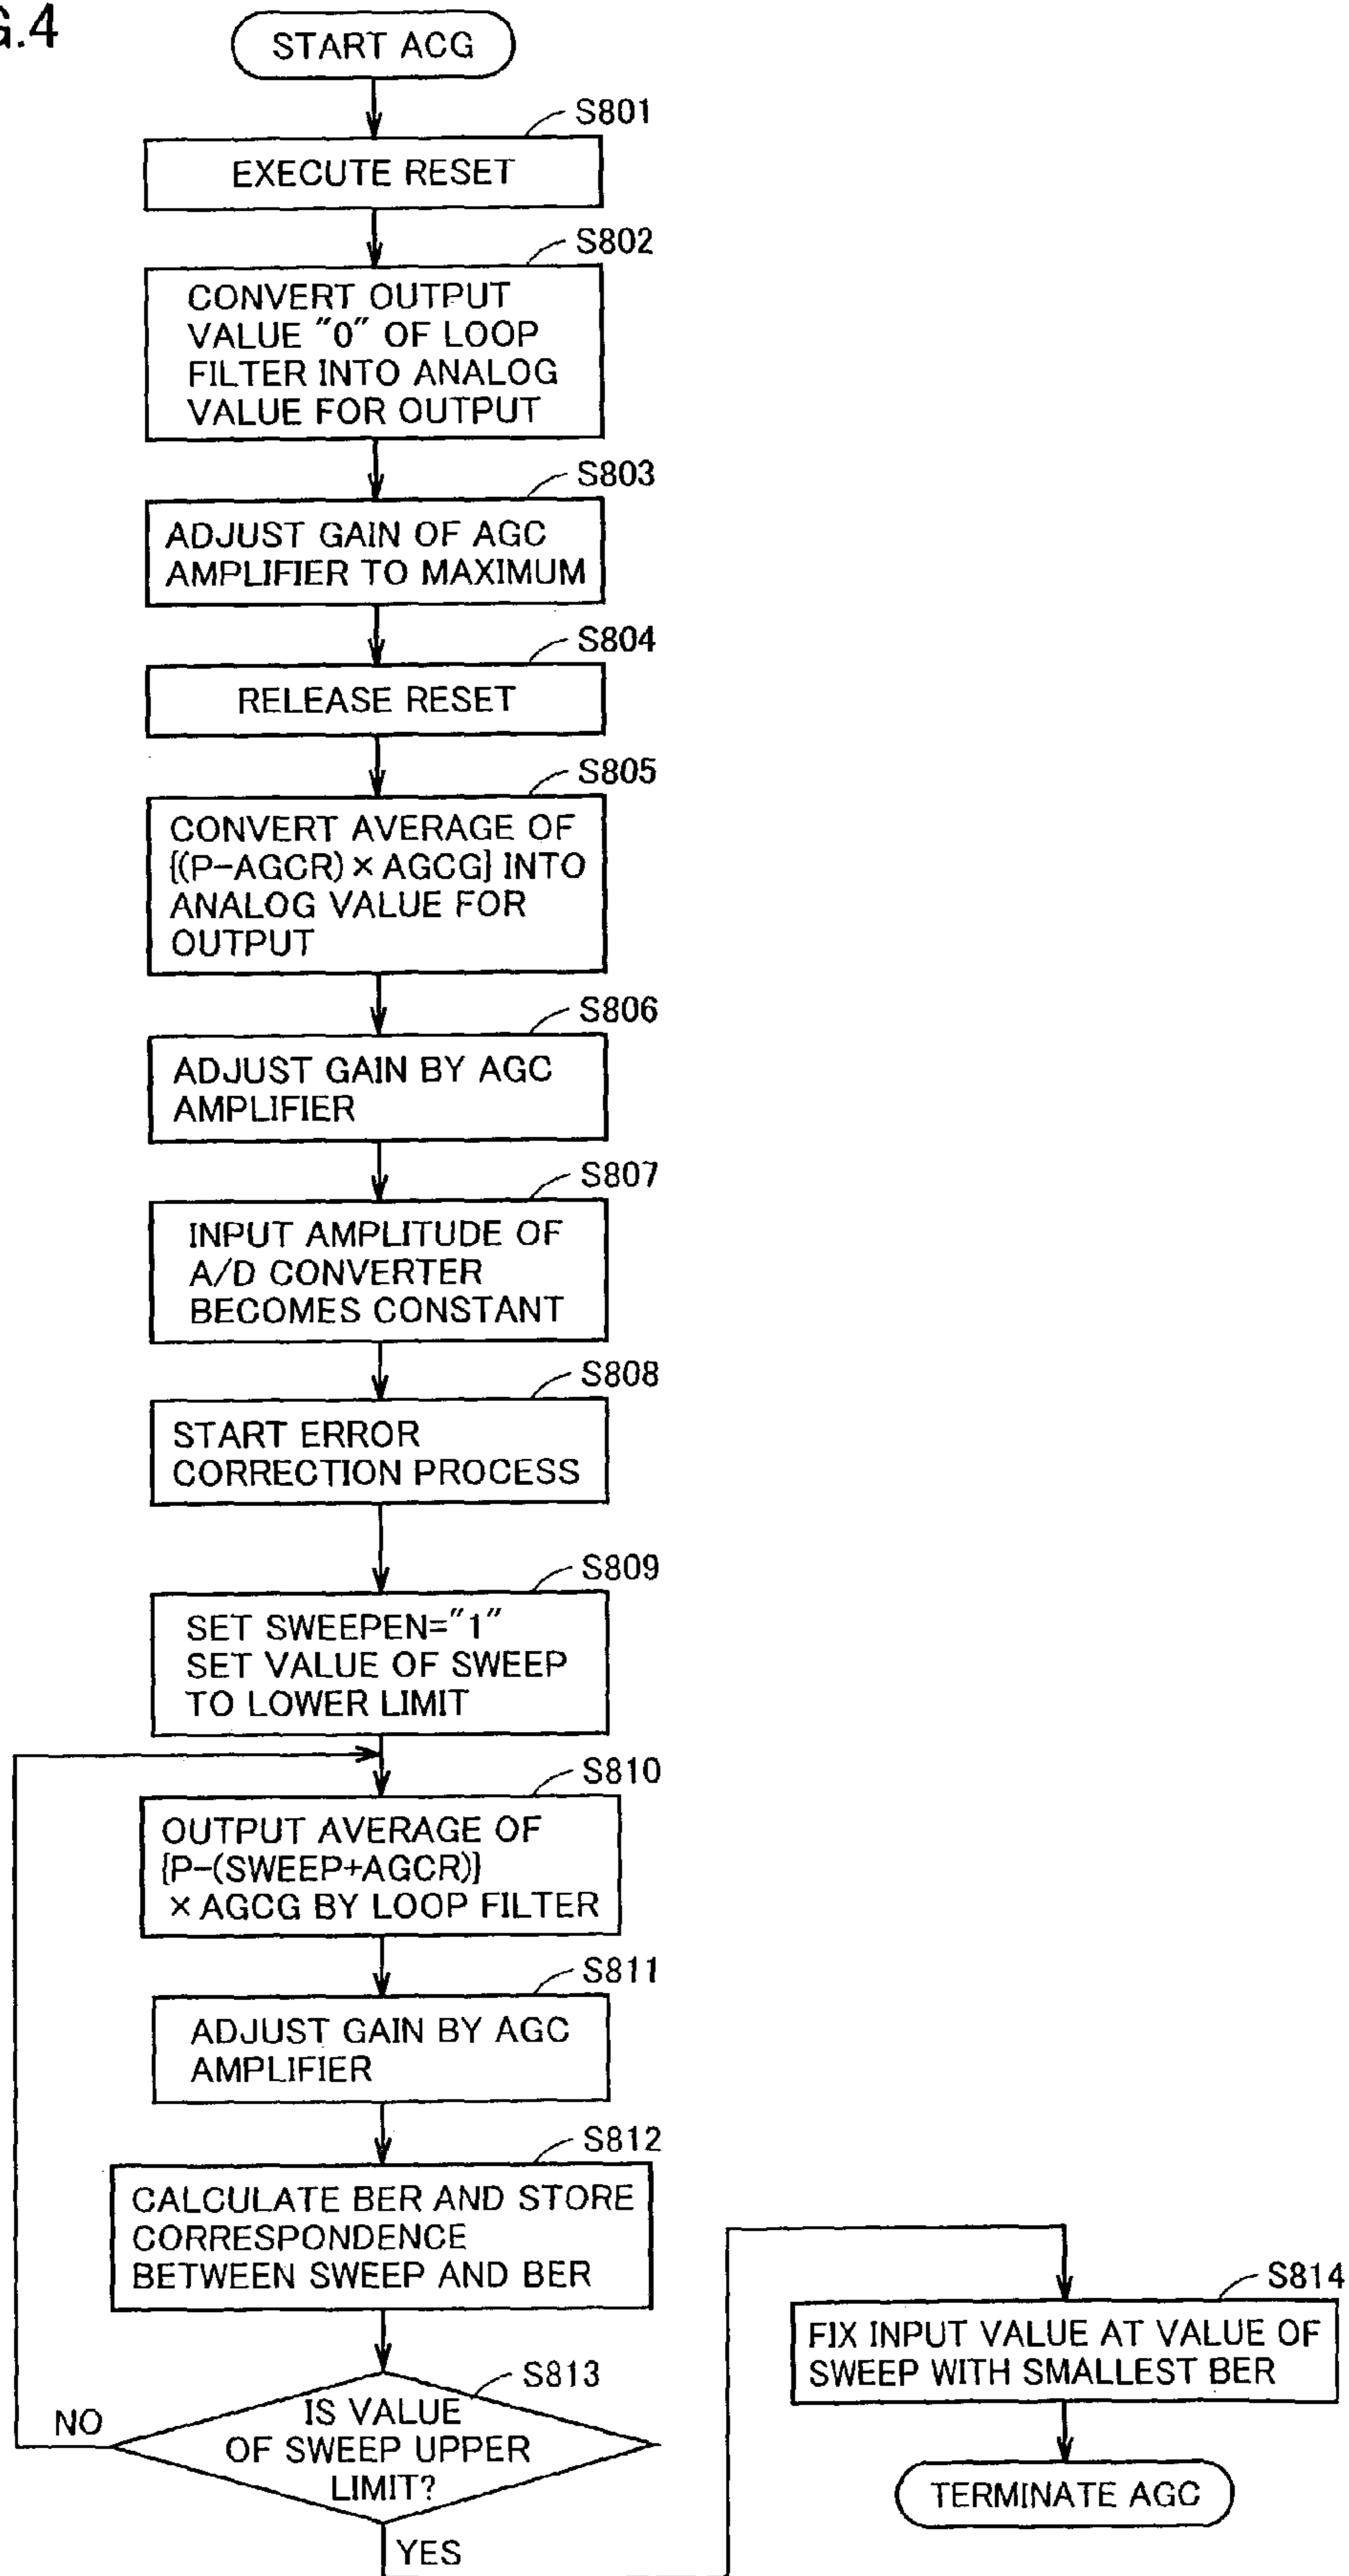 G.4
START ACG
S801
EXECUTE RESET
S802
CONVERT OUTPUT
VALUE "0" OF LOOP
FILTER INTO ANALOG
VALUE FOR OUTPUT
S803
ADJUST GAIN OF AGC
AMPLIFIER TO MAXIMUM
S804
RELEASE RESET
S805
CONVERT AVERAGE OF
{(P-AGCR) × AGCG} INTO
ANALOG VALUE FOR
OUTPUT
S806
ADJUST GAIN BY AGC
AMPLIFIER
S807
INPUT AMPLITUDE OF
A/D CONVERTER
BECOMES CONSTANT
S808
START ERROR
CORRECTION PROCESS
S809
SET SWEEPEN="1"
SET VALUE OF SWEEP
TO LOWER LIMIT
S810
OUTPUT AVERAGE OF
{P-(SWEEP+AGCR)}
× AGCG BY LOOP FILTER
S811
ADJUST GAIN BY AGC
AMPLIFIER
S812
CALCULATE BER AND STORE
CORRESPONDENCE
BETWEEN SWEEP AND BER
S813
IS VALUE
OF SWEEP UPPER
LIMIT?
NO
YES
S814
FIX INPUT VALUE AT VALUE OF
SWEEP WITH SMALLEST BER
TERMINATE AGC